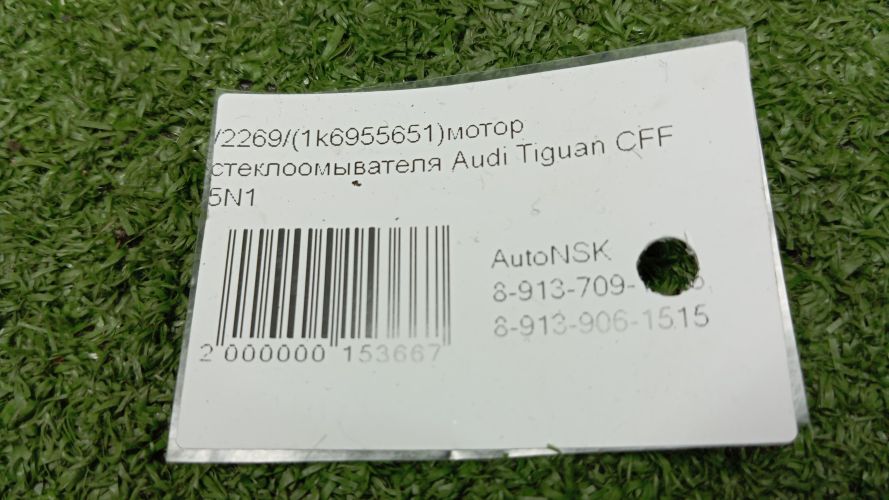 /2269/(1k6955651)мотор
стеклоомывателя Audi Tiguan CFF
5N1
AutoNSK
8-913-709-
8-913-906-1515
2 000000 153667